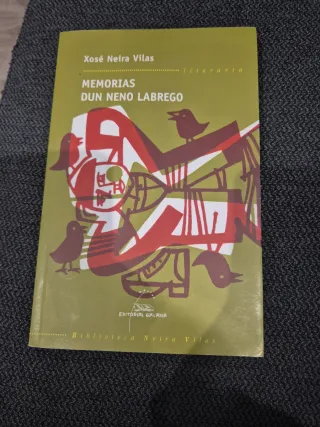 Xosé Neira Vilas
literaria
MEMORIAS
DUN NENO LABREGO
EDITORIAL GALAXIA
Biblioteca Neira Vilas